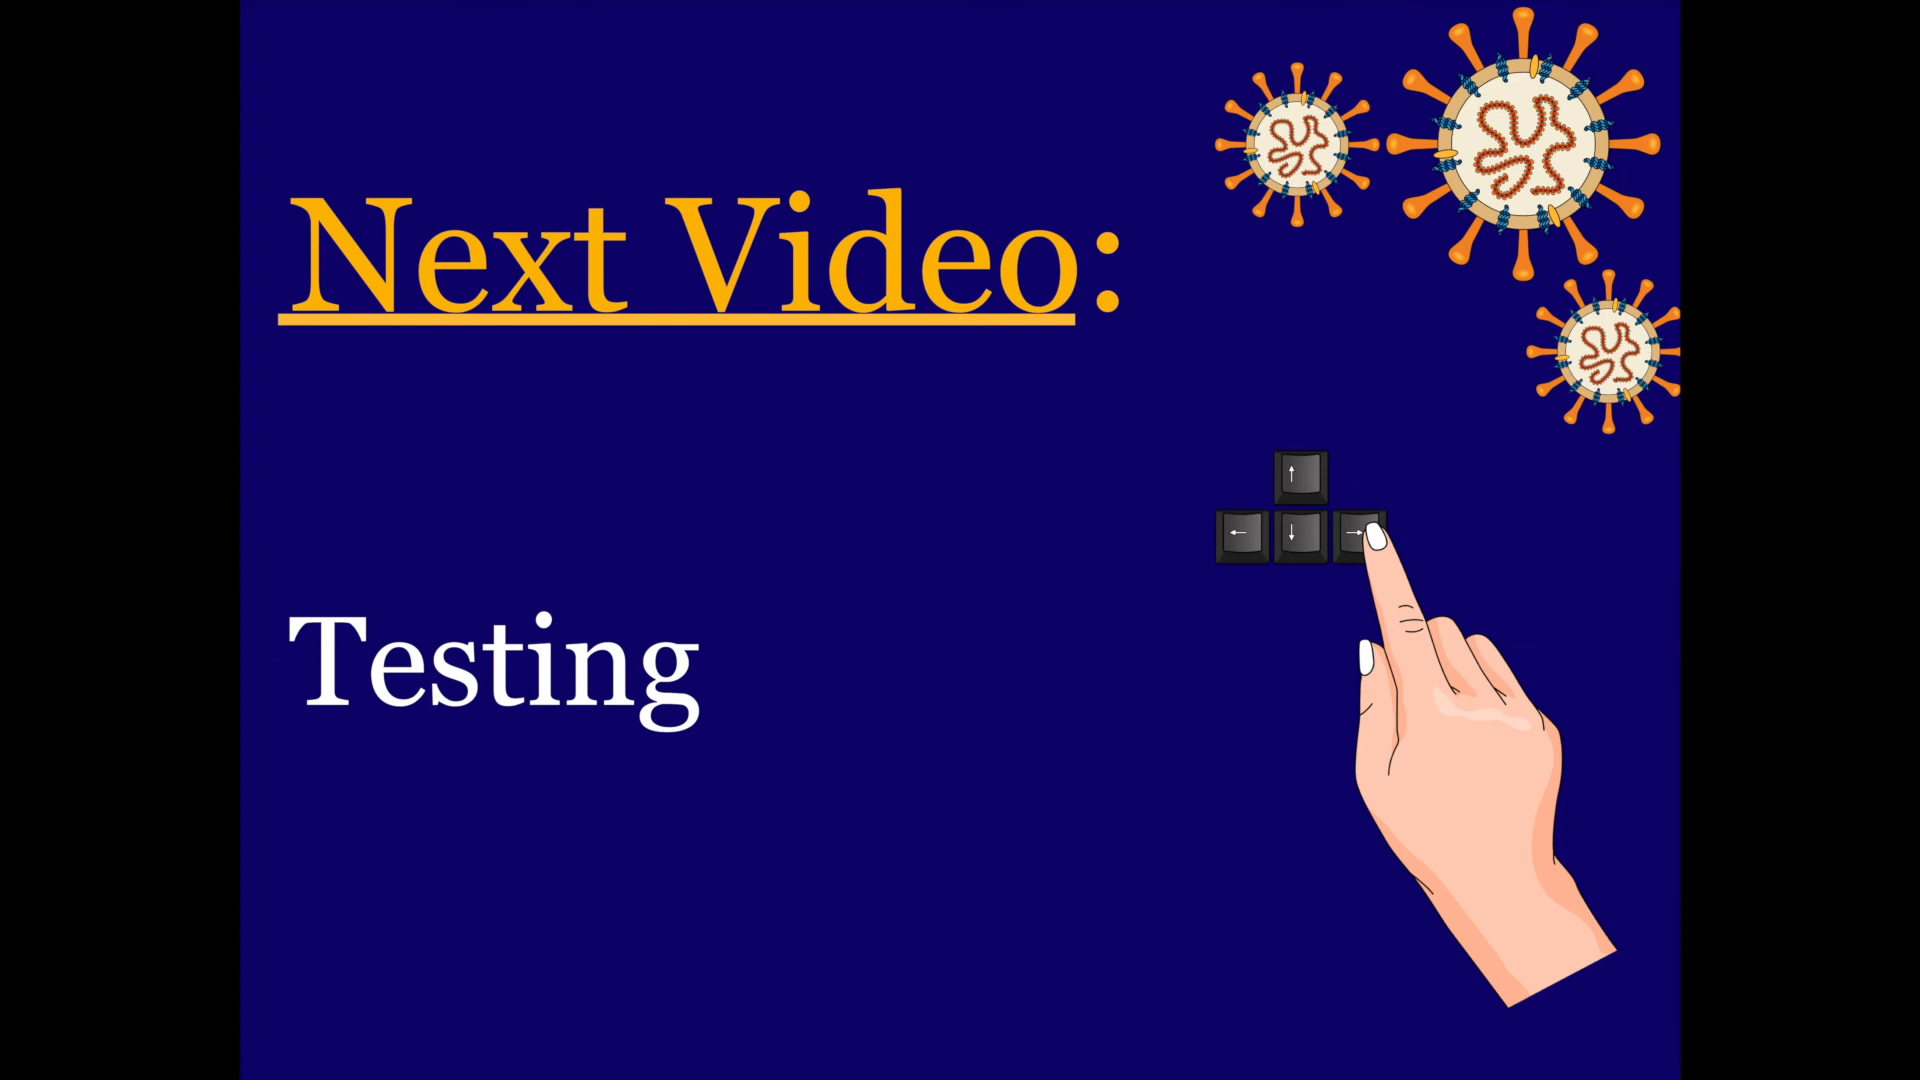 Next Video:
↑
← ↓ →
Testing